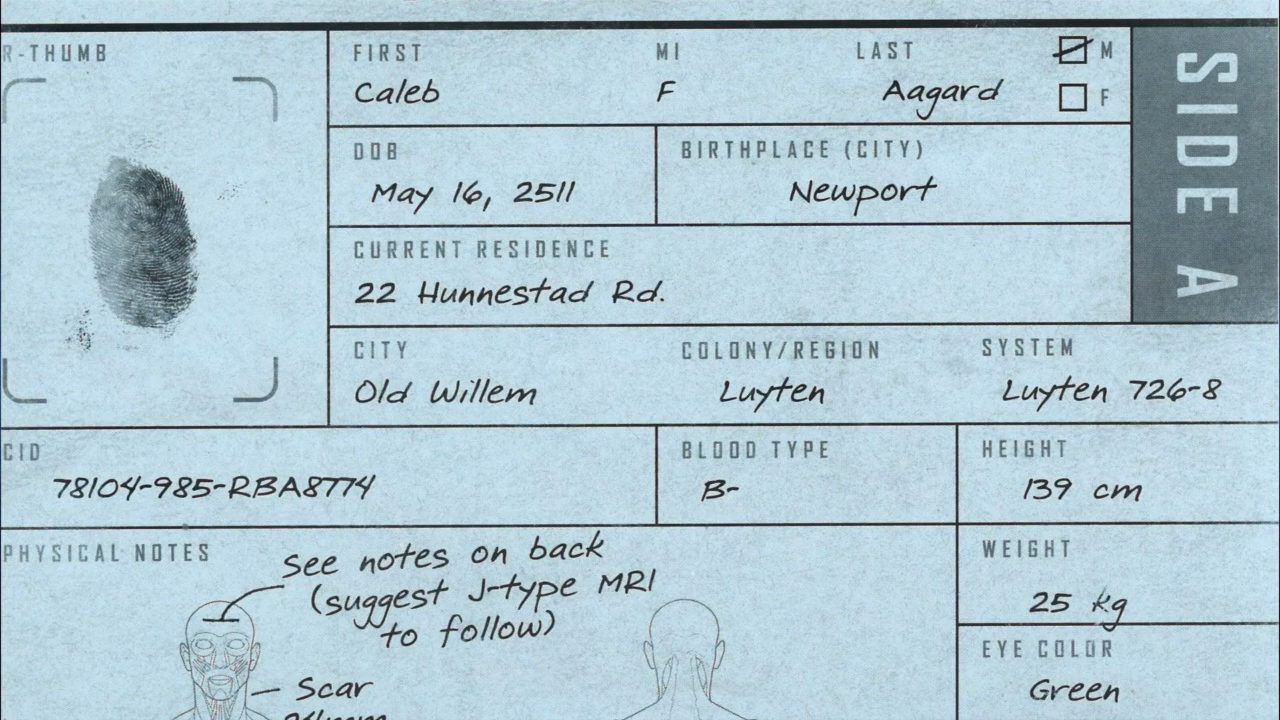 R-THUMB
FIRST MI LAST M
Caleb F Aagard F
SIDE A
DOB BIRTHPLACE (CITY)
May 16, 2511 Newport
CURRENT RESIDENCE
22 Hunnestad Rd.
CITY COLONY/REGION SYSTEM
Old Willem Luyten Luyten 726-8
CID BLOOD TYPE HEIGHT
78104-985-RBA8774 B- 139 cm
PHYSICAL NOTES
See notes on back
(suggest J-type MRI
to follow)
WEIGHT
25 kg
EYE COLOR
Green
Scar